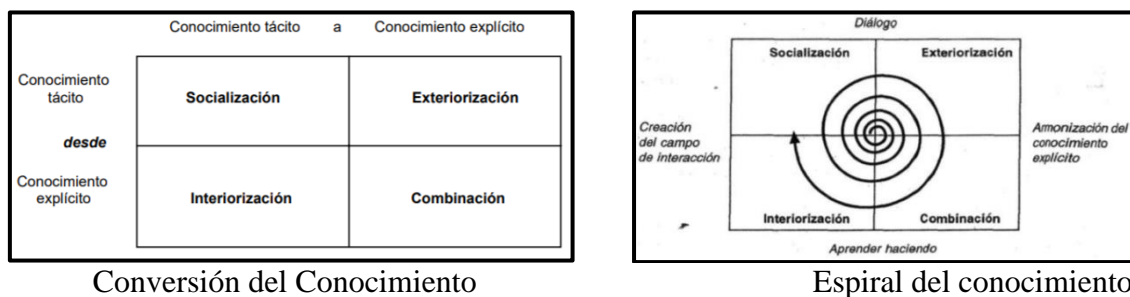 Conocimiento tácito a Conocimiento explícito
Conocimiento
tácito
Socialización Exteriorización
desde
Conocimiento
explícito
Interiorización Combinación
Conversión del Conocimiento
Diálogo
Socialización Exteriorización
Creación
del campo
de interacción
Amonización del
conocimiento
explícito
Interiorización Combinación
Aprender haciendo
Espiral del conocimiento